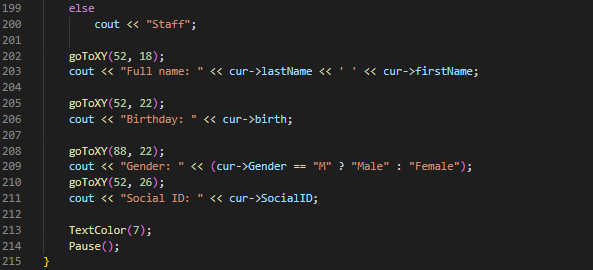 199 else
200 cout << "Staff";
201
202 goToXY(52, 18);
203 cout << "Full name: " << cur->lastName << ' ' << cur->firstName;
204
205 goToXY(52, 22);
206 cout << "Birthday: " << cur->birth;
207
208 goToXY(88, 22);
209 cout << "Gender: " << (cur->Gender == "M" ? "Male" : "Female");
210 goToXY(52, 26);
211 cout << "Social ID: " << cur->SocialID;
212
213 TextColor(7);
214 Pause();
215 }